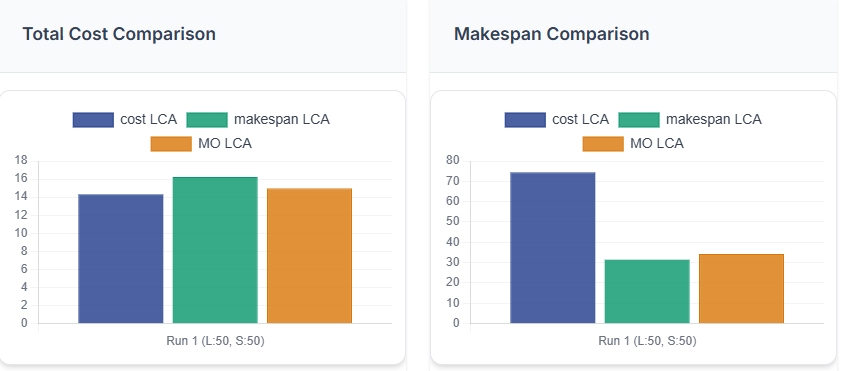 Total Cost Comparison
cost LCA makespan LCA
MO LCA
18
16
14
12
10
8
6
4
2
0
Run 1 (L:50, S:50)
Makespan Comparison
cost LCA makespan LCA
MO LCA
80
70
60
50
40
30
20
10
0
Run 1 (L:50, S:50)